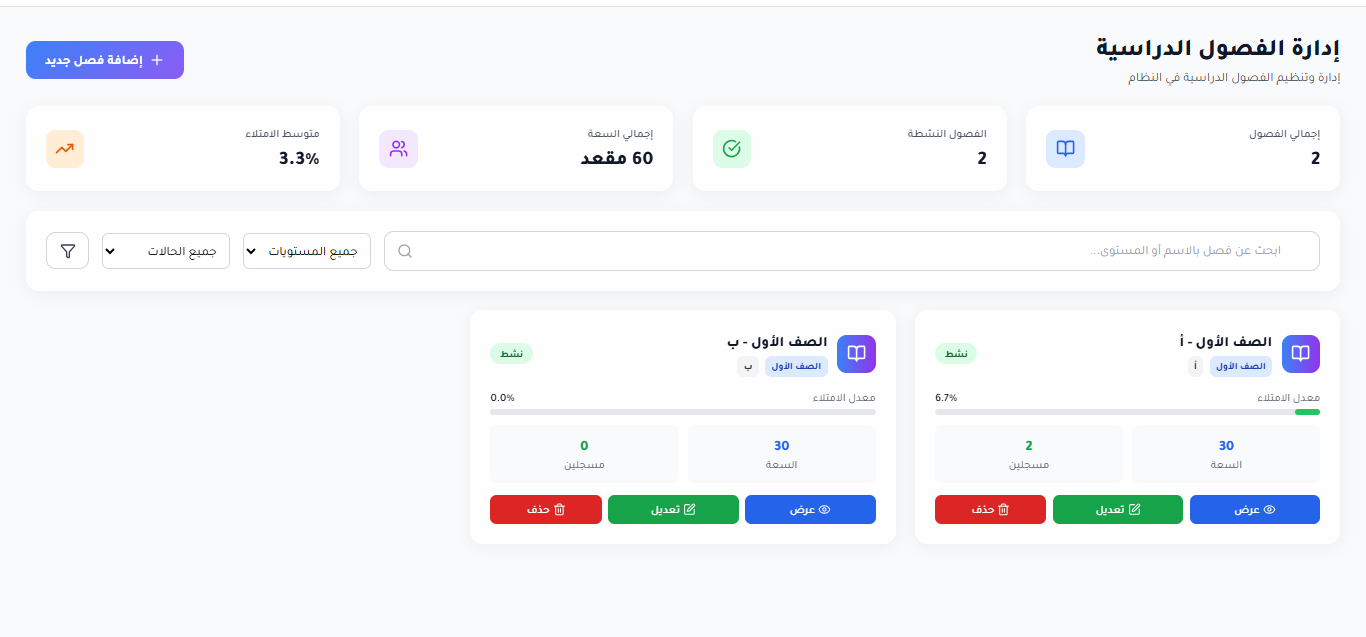 إدارة الفصول الدراسية
إدارة وتنظيم الفصول الدراسية في النظام
إضافة فصل جديد
إجمالي الفصول
2
الفصول النشطة
2
إجمالي السعة
60 مقعد
متوسط الامتلاء
3.3%
ابحث عن فصل بالاسم أو المستوى...
جميع المستويات
جميع الحالات
الصف الأول - أ
الصف الأول
أ
نشط
معدل الامتلاء
6.7%
30
السعة
2
مسجلين
عرض
تعديل
حذف
الصف الأول - ب
الصف الأول
ب
نشط
معدل الامتلاء
0.0%
30
السعة
0
مسجلين
عرض
تعديل
حذف